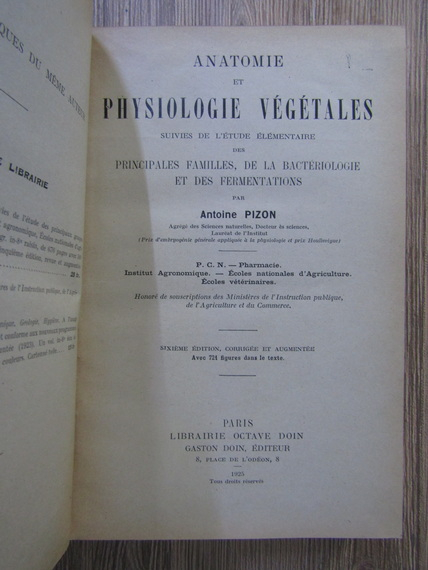 QUES DU MÊME AUTEUR
LIBRAIRIE
ANATOMIE
ET
PHYSIOLOGIE VÉGÉTALES
SUIVIES DE L'ÉTUDE ÉLÉMENTAIRE
DES
PRINCIPALES FAMILLES, DE LA BACTÉRIOLOGIE
ET DES FERMENTATIONS
PAR
Antoine PIZON
Agrégé des Sciences naturelles, Docteur ès sciences,
Lauréat de l'Institut
(Prix d'embryogénie générale appliquée à la physiologie et prix
P. C. N. — Pharmacie.
Institut Agronomique. — Écoles nationales d'Agriculture.
Écoles vétérinaires.
Honoré de souscriptions des Ministères de l'Instruction publique,
de l'Agriculture et du Commerce.
SIXIÈME ÉDITION, CORRIGÉE ET AUGMENTÉE
Avec 721 figures dans le texte.
PARIS
LIBRAIRIE OCTAVE DOIN
GASTON DOIN, ÉDITEUR
8, PLACE DE L'ODÉON, 8
1925
Tous droits réservés